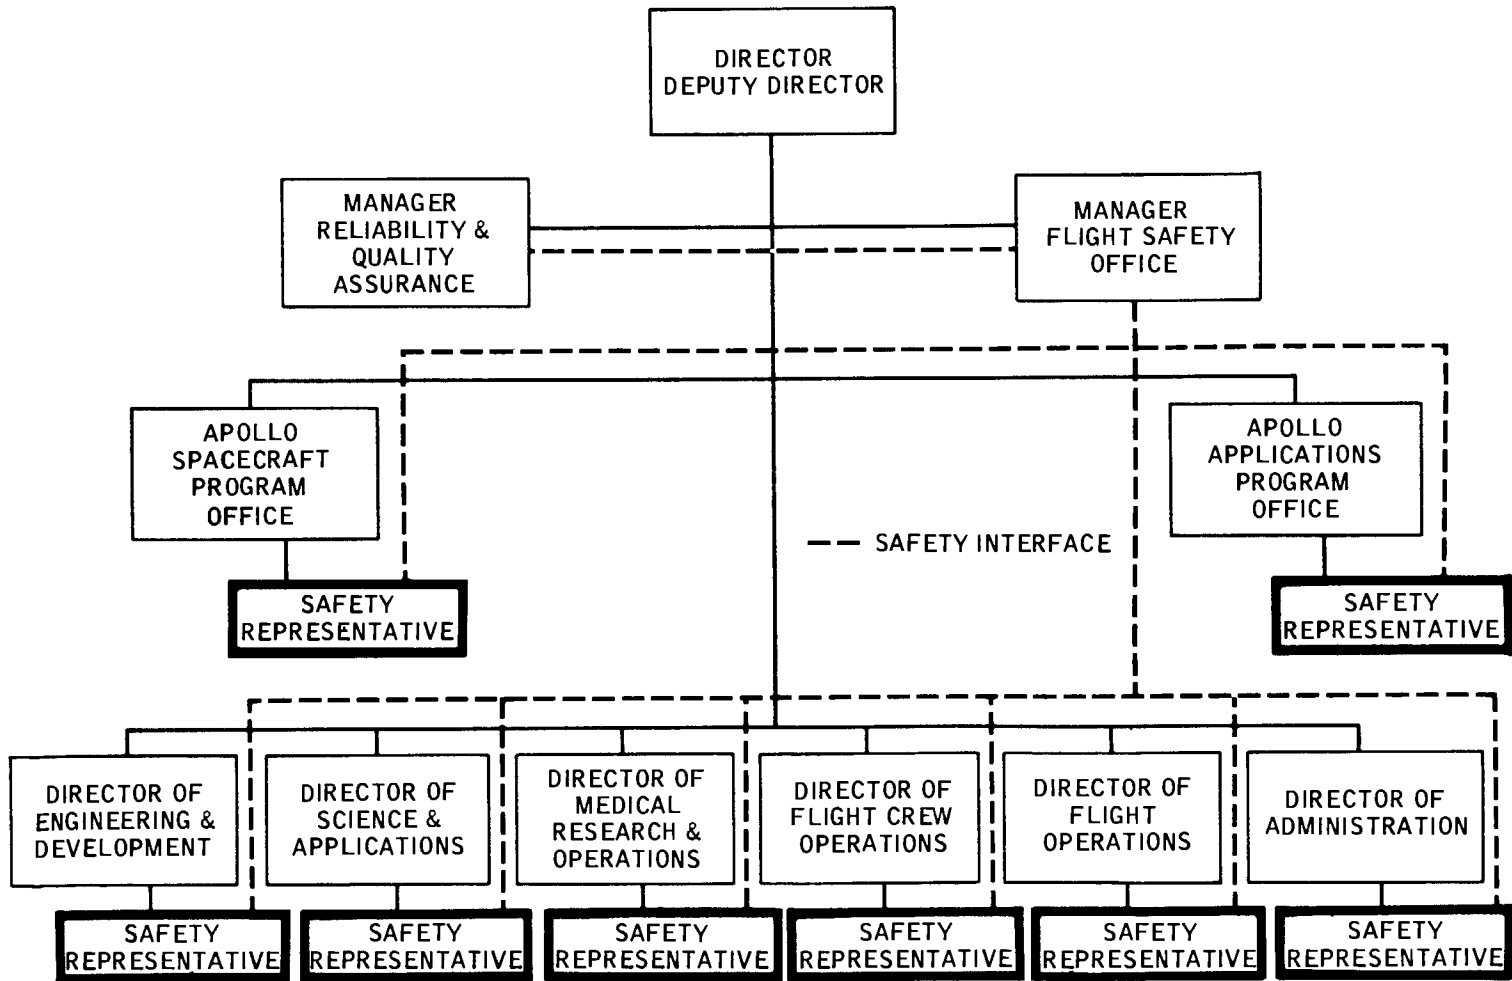 DIRECTOR
DEPUTY DIRECTOR
MANAGER
RELIABILITY &
QUALITY
ASSURANCE
MANAGER
FLIGHT SAFETY
OFFICE
APOLLO
SPACECRAFT
PROGRAM
OFFICE
APOLLO
APPLICATIONS
PROGRAM
OFFICE
SAFETY INTERFACE
SAFETY
REPRESENTATIVE
SAFETY
REPRESENTATIVE
DIRECTOR OF
ENGINEERING &
DEVELOPMENT
DIRECTOR OF
SCIENCE &
APPLICATIONS
DIRECTOR OF
MEDICAL
RESEARCH &
OPERATIONS
DIRECTOR OF
FLIGHT CREW
OPERATIONS
DIRECTOR OF
FLIGHT
OPERATIONS
DIRECTOR OF
ADMINISTRATION
SAFETY
REPRESENTATIVE
SAFETY
REPRESENTATIVE
SAFETY
REPRESENTATIVE
SAFETY
REPRESENTATIVE
SAFETY
REPRESENTATIVE
SAFETY
REPRESENTATIVE